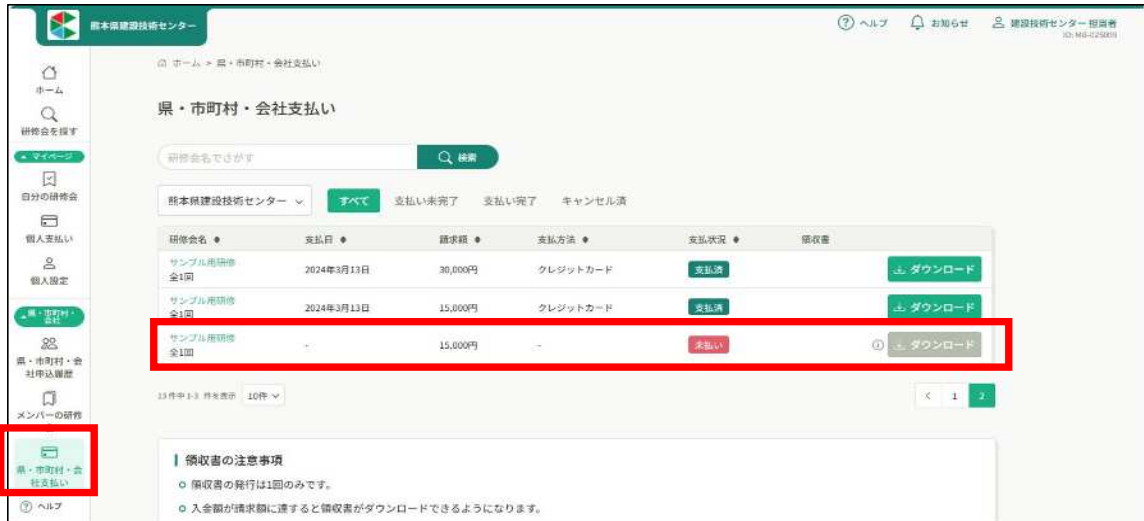 熊本県建設技術センター
ヘルプ
お知らせ
建設技術センター 担当者
ホーム > 県・市町村・会社支払い
ホーム
研修会を探す
マイページ
自分の研修会
個人支払い
個人設定
県・市町村・
会社
県・市町村・会
社申込履歴
メンバーの研修
県・市町村・会
社支払い
ヘルプ
県・市町村・会社支払い
研修会名でさがす
検索
熊本県建設技術センター
すべて
支払い未完了
支払い完了
キャンセル済
研修会名 支払日 請求額 支払方法 支払状況 領収書
サンプル用研修
全1回 2024年3月13日 30,000円 クレジットカード 支払済 ダウンロード
サンプル用研修
全1回 2024年3月13日 15,000円 クレジットカード 支払済 ダウンロード
サンプル用研修
全1回 - 15,000円 - 未払い ダウンロード
13件中1-3 件を表示 10件
< 1 2
領収書の注意事項
領収書の発行は1回のみです。
入金額が請求額に達すると領収書がダウンロードできるようになります。